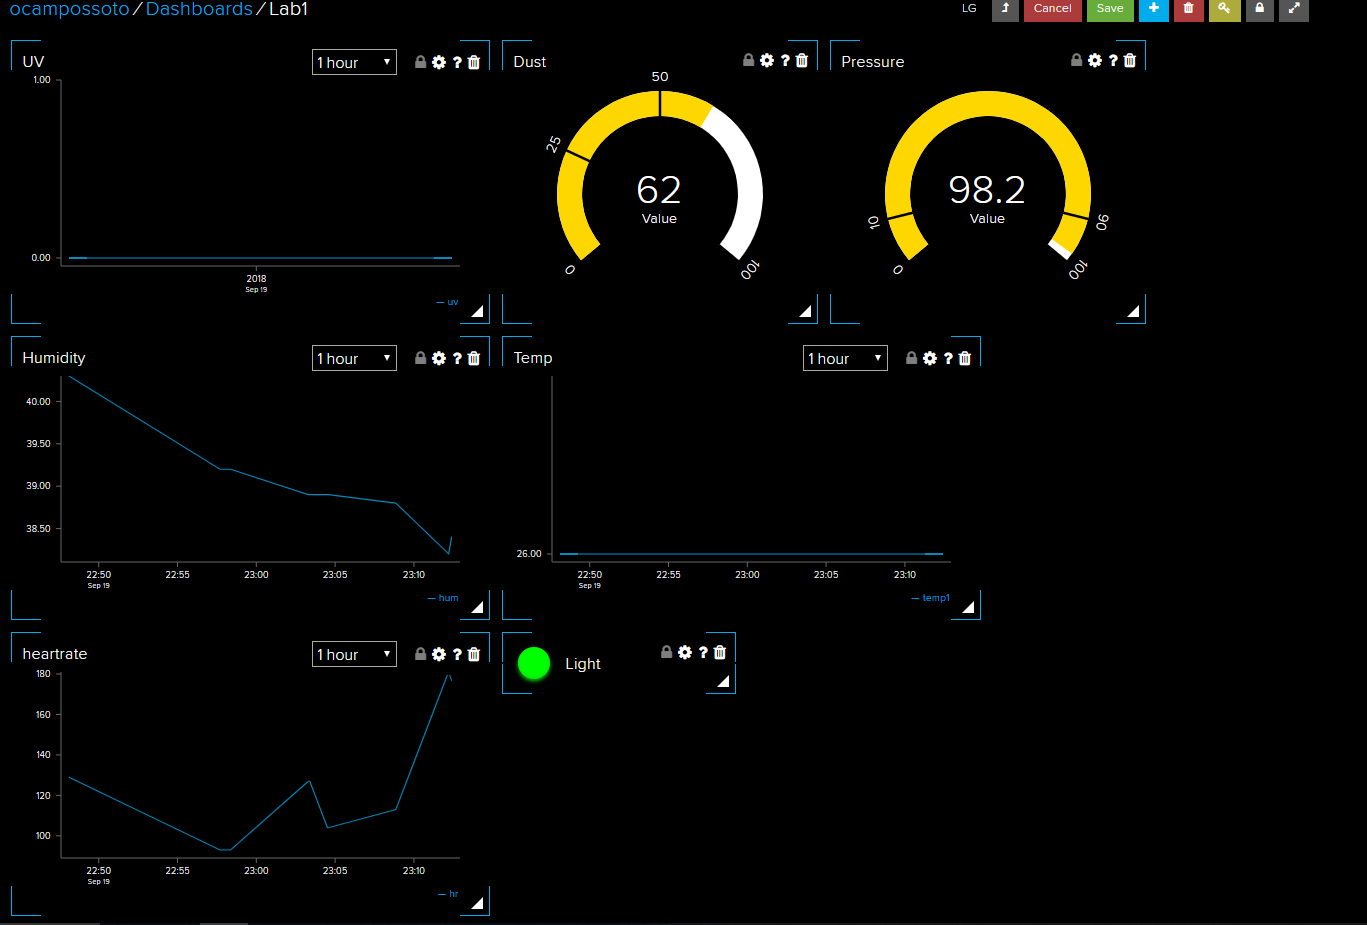 ocampossoto / Dashboards / Lab1
LG Cancel Save
UV 1 hour ?
1.00
0.00
2018
Sep 19
uv
Dust ?
0 25 50 100
62
Value
Pressure ?
0 10 90 100
98.2
Value
Humidity 1 hour ?
40.00
39.50
39.00
38.50
22:50 22:55 23:00 23:05 23:10
Sep 19
hum
Temp 1 hour ?
26.00
22:50 22:55 23:00 23:05 23:10
Sep 19
temp1
heartrate 1 hour ?
180
160
140
120
100
22:50 22:55 23:00 23:05 23:10
Sep 19
hr
Light ?